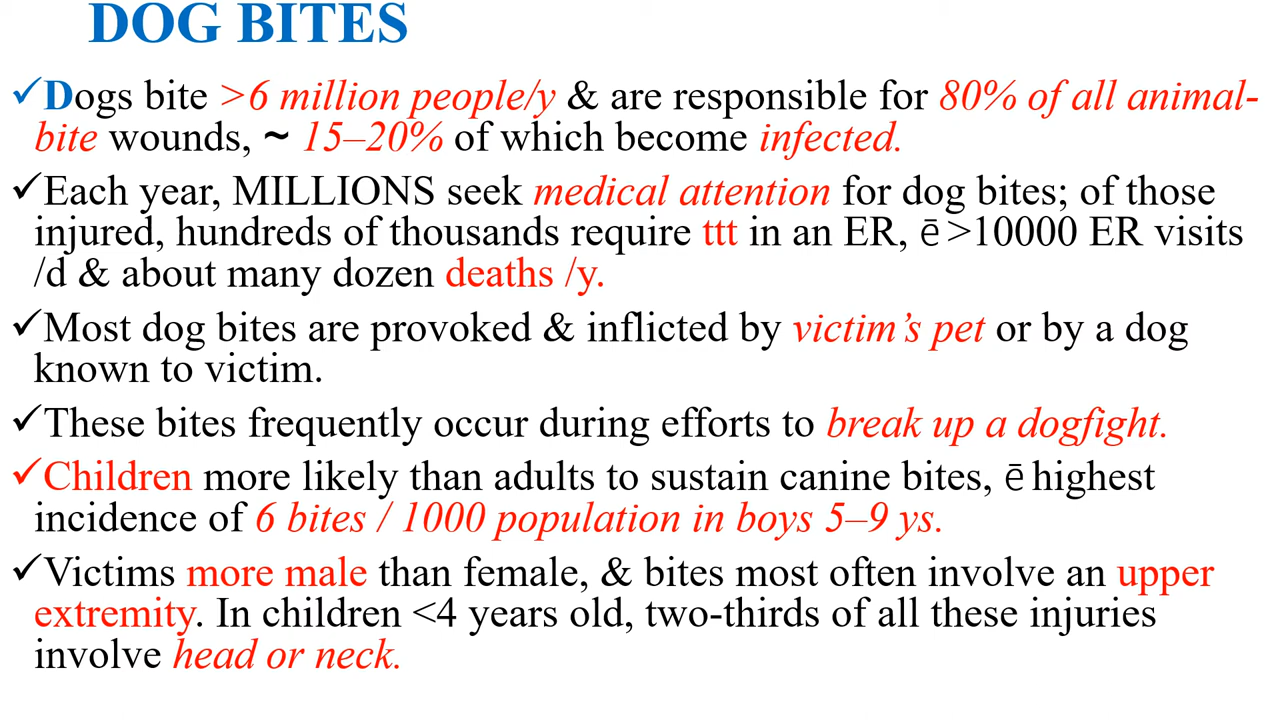 DOG BITES
✓Dogs bite >6 million people/y & are responsible for 80% of all animal-
bite wounds, ~ 15–20% of which become infected.
✓Each year, MILLIONS seek medical attention for dog bites; of those
injured, hundreds of thousands require ttt in an ER, ē >10000 ER visits
/d & about many dozen deaths /y.
✓Most dog bites are provoked & inflicted by victim’s pet or by a dog
known to victim.
✓These bites frequently occur during efforts to break up a dogfight.
✓Children more likely than adults to sustain canine bites, ē highest
incidence of 6 bites / 1000 population in boys 5–9 ys.
✓Victims more male than female, & bites most often involve an upper
extremity. In children <4 years old, two-thirds of all these injuries
involve head or neck.